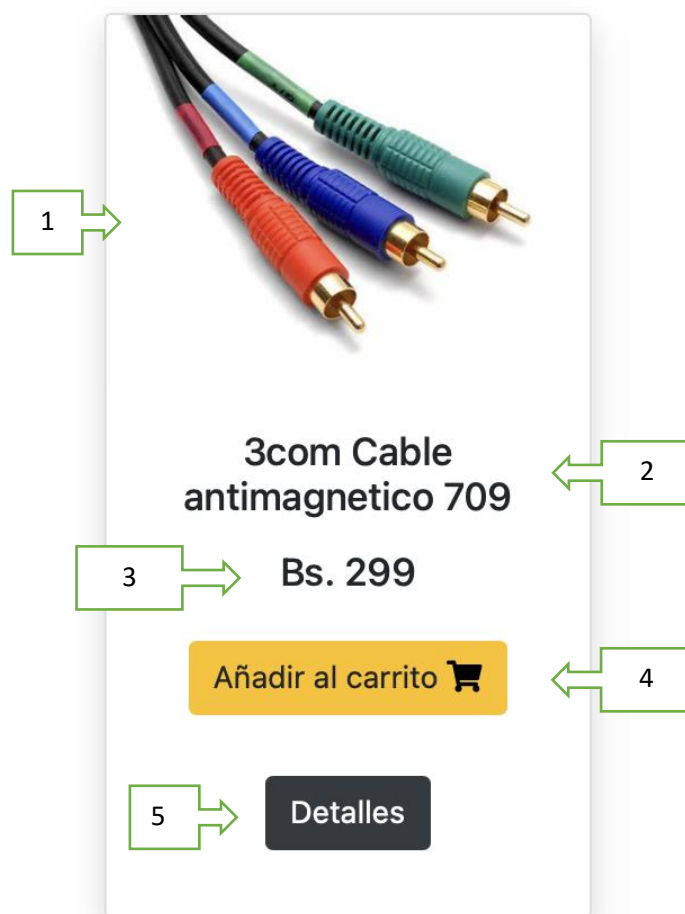 1
3com Cable
antimagnetico 709
2
3
Bs. 299
Añadir al carrito
4
5
Detalles